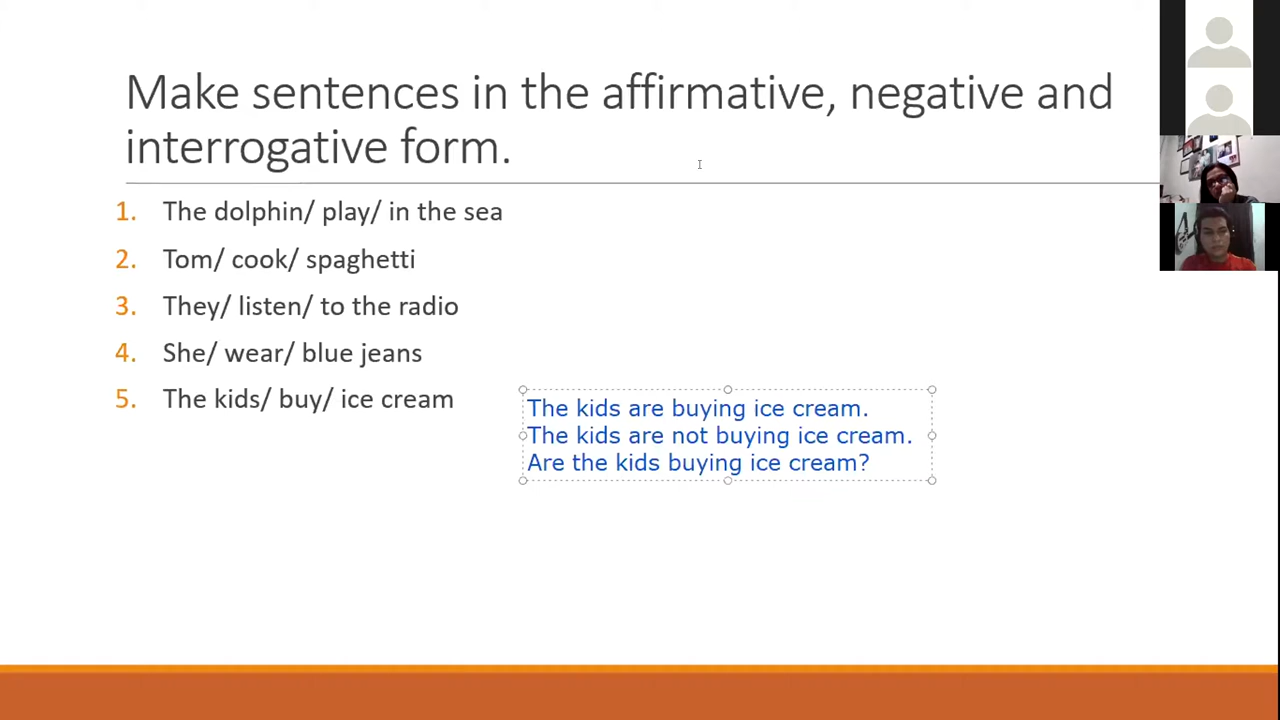 Make sentences in the affirmative, negative and
interrogative form.
1. The dolphin/ play/ in the sea
2. Tom/ cook/ spaghetti
3. They/ listen/ to the radio
4. She/ wear/ blue jeans
5. The kids/ buy/ ice cream
The kids are buying ice cream.
The kids are not buying ice cream.
Are the kids buying ice cream?